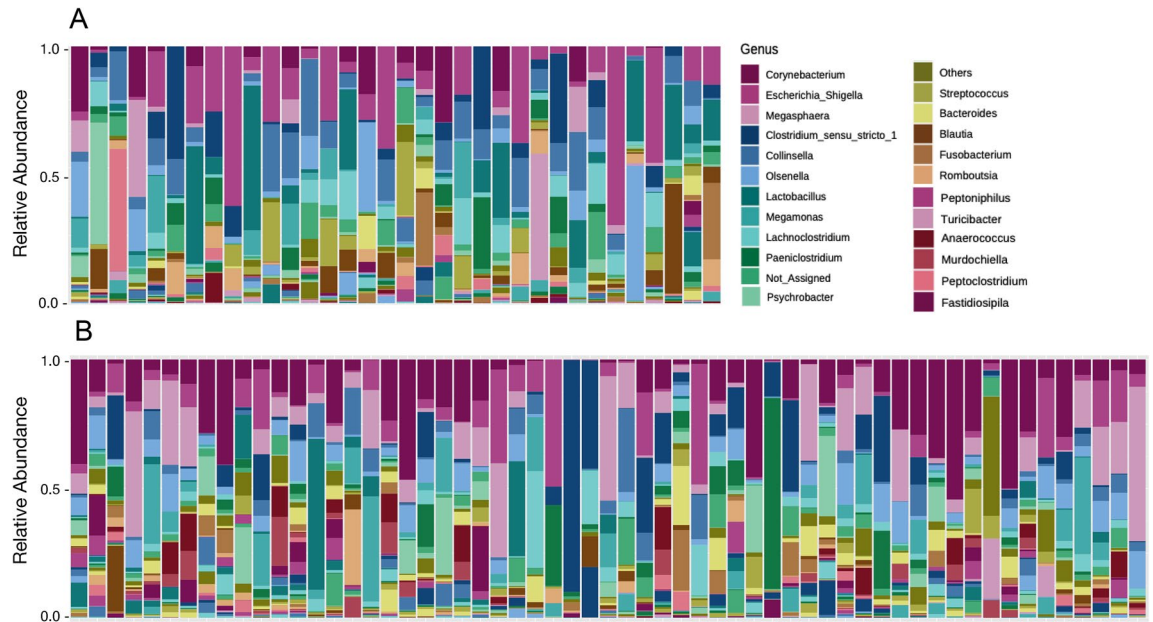 A
Relative Abundance
1.0
0.5
0.0
Genus
Corynebacterium
Escherichia_Shigella
Megasphaera
Clostridium_sensu_stricto_1
Collinsella
Olsenella
Lactobacillus
Megamonas
Lachnoclostridium
Paeniclostridium
Not_Assigned
Psychrobacter
Others
Streptococcus
Bacteroides
Blautia
Fusobacterium
Romboutsia
Peptoniphilus
Turicibacter
Anaerococcus
Murdochiella
Peptoclostridium
Fastidiosipila
B
Relative Abundance
1.0
0.5
0.0